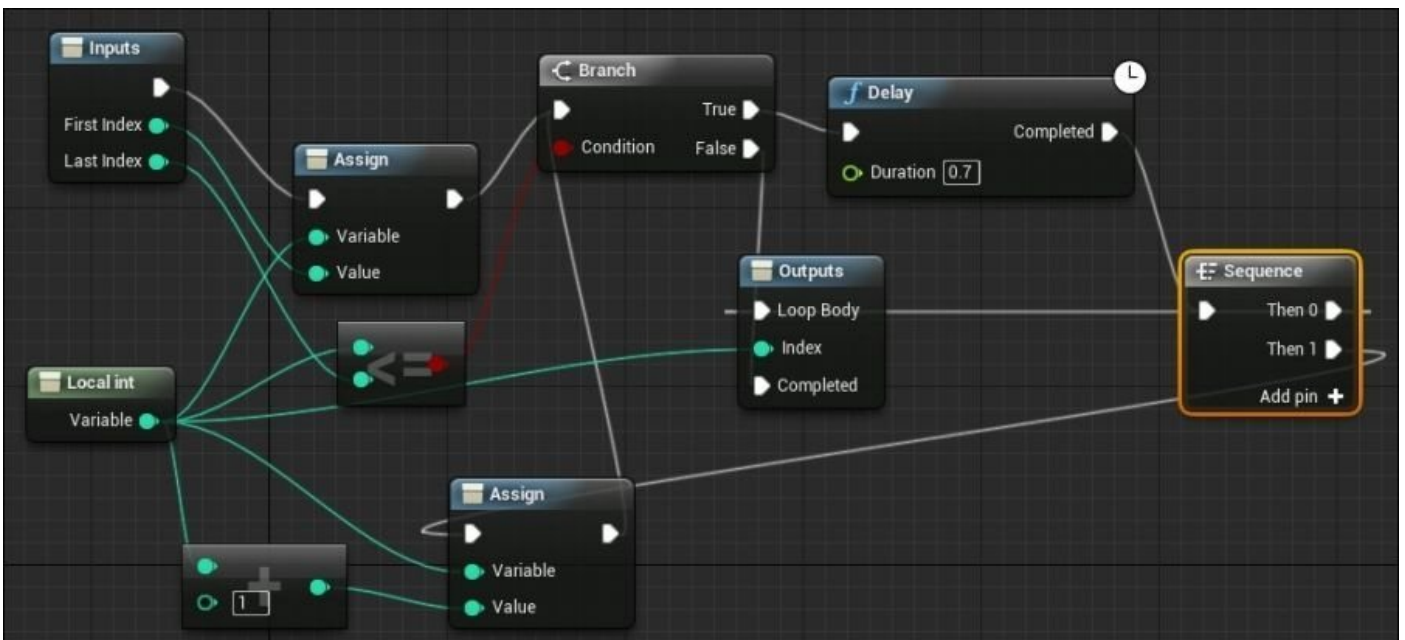 Inputs
First Index
Last Index
Assign
Variable
Value
Branch
True
Condition
False
Delay
Completed
Duration 0.7
Outputs
Loop Body
Index
Completed
Sequence
Then 0
Then 1
Add pin +
<=
Local int
Variable
+
1
Assign
Variable
Value